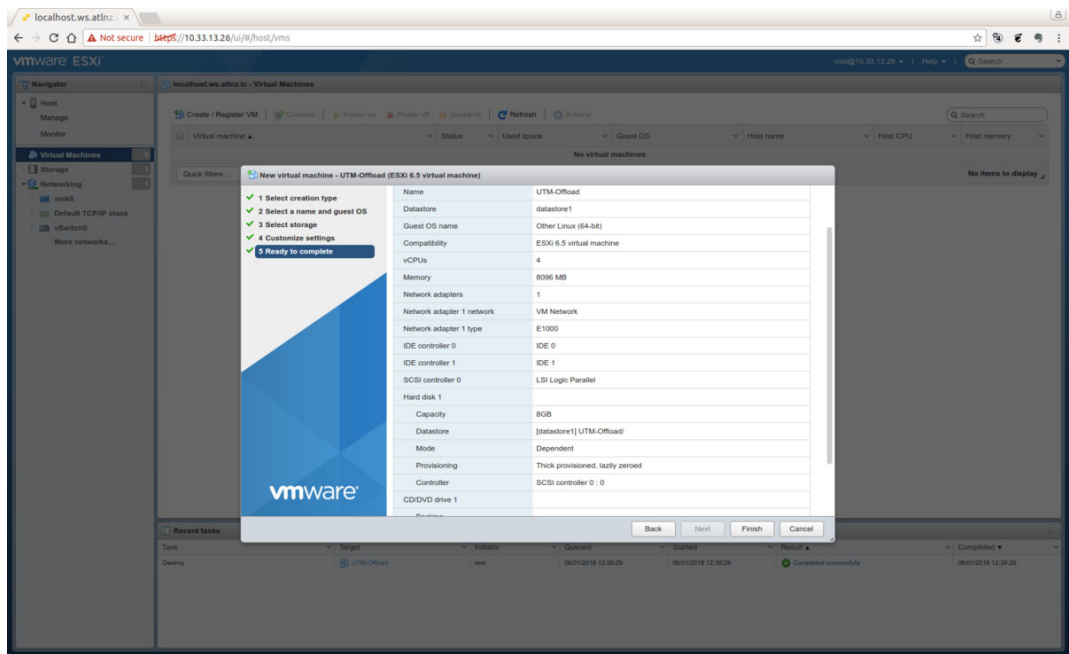 localhost.ws.atlnz.l ×
Not secure | https://10.33.13.26/ui/#/host/vms
vmware ESXi
root@10.33.13.26 | Help | Search
Navigator
localhost.ws.atlnz.lc - Virtual Machines
Host
Manage
Monitor
Virtual Machines 0
Storage 1
Networking 1
vmk0
Default TCP/IP stack
vSwitch0
More networks...
Create / Register VM | Console | Power on Power off Suspend | Refresh | Actions
Search
Virtual machine Status Used space Guest OS Host name Host CPU Host memory
No virtual machines
Quick filters...
No items to display
New virtual machine - UTM-Offload (ESXi 6.5 virtual machine)
1 Select creation type
2 Select a name and guest OS
3 Select storage
4 Customize settings
5 Ready to complete
vmware
Name UTM-Offload
Datastore datastore1
Guest OS name Other Linux (64-bit)
Compatibility ESXi 6.5 virtual machine
vCPUs 4
Memory 8096 MB
Network adapters 1
Network adapter 1 network VM Network
Network adapter 1 type E1000
IDE controller 0 IDE 0
IDE controller 1 IDE 1
SCSI controller 0 LSI Logic Parallel
Hard disk 1
Capacity 8GB
Datastore [datastore1] UTM-Offload/
Mode Dependent
Provisioning Thick provisioned, lazily zeroed
Controller SCSI controller 0 : 0
CD/DVD drive 1
Back Next Finish Cancel
Recent tasks
Task Target Initiator Queued Started Result Completed
Destroy UTM-Offload root 06/01/2018 12:39:29 06/01/2018 12:39:29 Completed successfully 06/01/2018 12:39:29